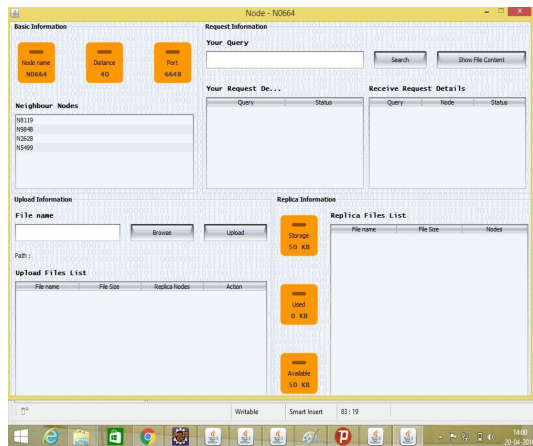 Node - N0664
Basic Information
Node name
N0664
Distance
40
Port
6648
Neighbour Nodes
N8119
N9848
N2628
N5499
Request Information
Your Query
Search
Show File Content
Your Request De...
Query Status
Receive Request Details
Query Node Status
Upload Information
File name
Browse
Upload
Path :
Upload Files List
File name File Size Replica Nodes Action
Replica Information
Storage
50 KB
Used
0 KB
Available
50 KB
Replica Files List
File name File Size Nodes
Writable Smart Insert 83 : 19
14:00